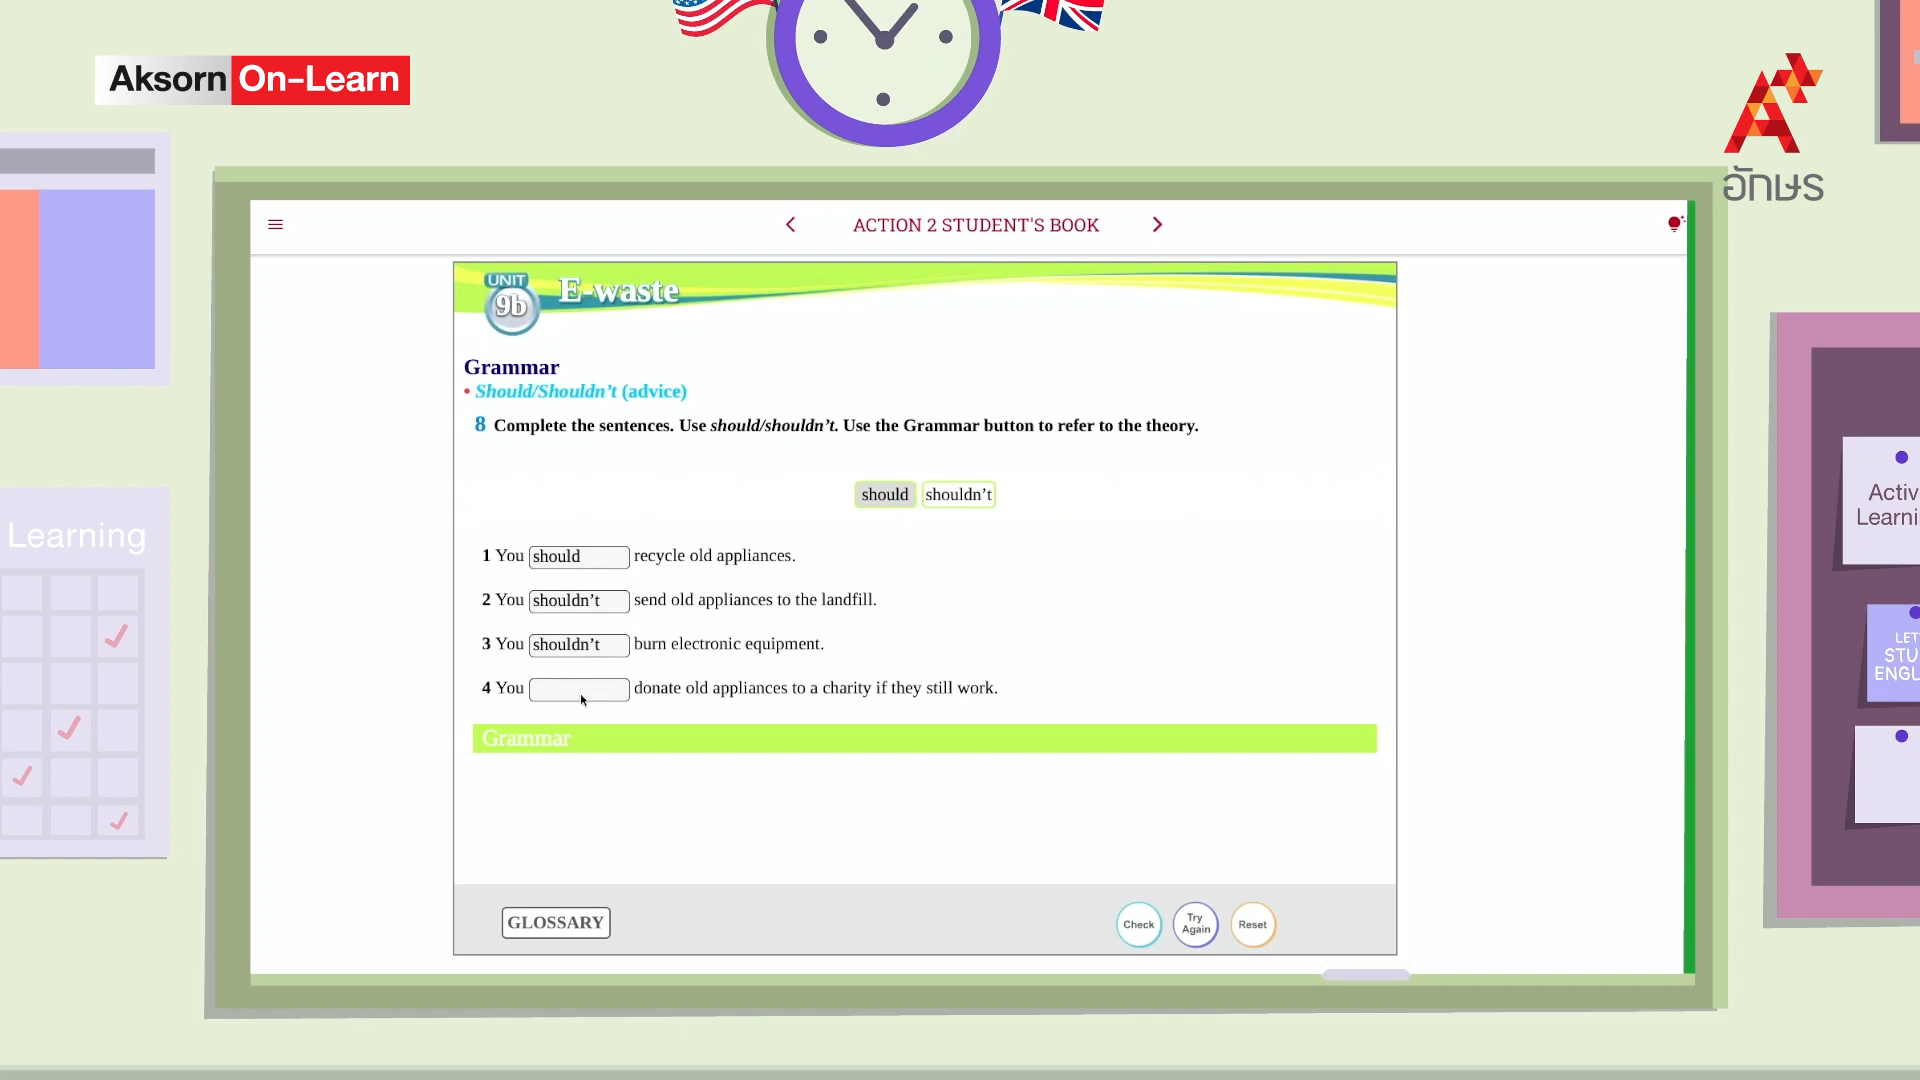 Aksorn On-Learn
อักษร
ACTION 2 STUDENT'S BOOK
UNIT
9b
E-waste
Grammar
• Should/Shouldn’t (advice)
8 Complete the sentences. Use should/shouldn’t. Use the Grammar button to refer to the theory.
should shouldn’t
1 You should recycle old appliances.
2 You shouldn’t send old appliances to the landfill.
3 You shouldn’t burn electronic equipment.
4 You donate old appliances to a charity if they still work.
Grammar
GLOSSARY
Check
Try
Again
Reset
Learning